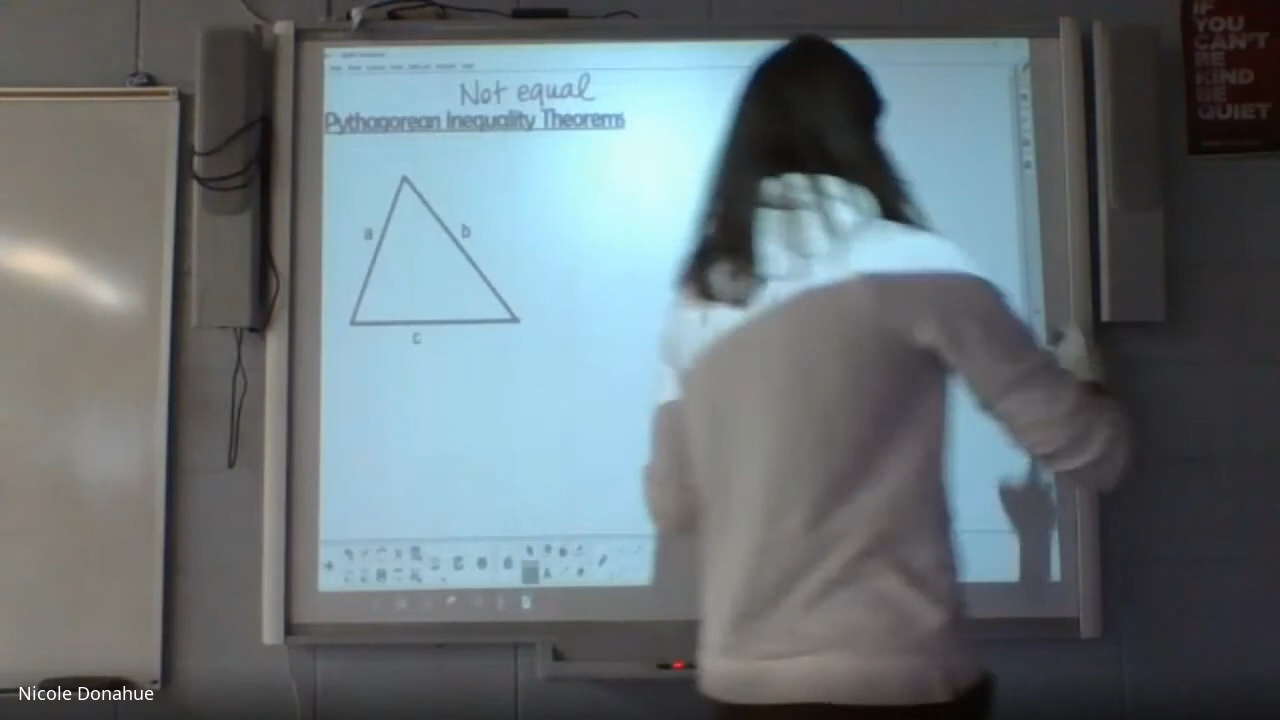 Not equal
Pythagorean Inequality Theorems
a
b
c
IF
YOU
CAN'T
BE
KIND
BE
QUIET
A
Nicole Donahue